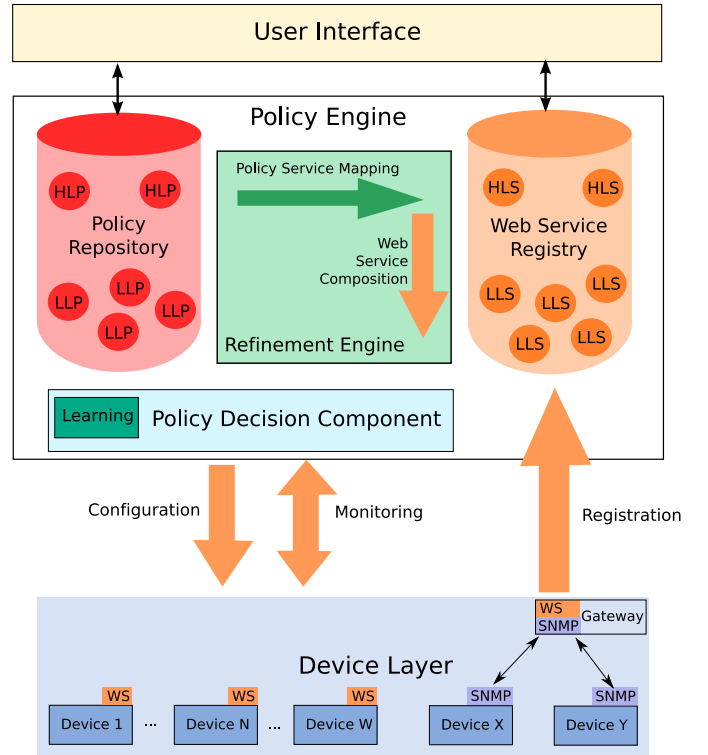 User Interface
Policy Engine
HLP
HLP
Policy
Repository
LLP
LLP
LLP
LLP
Policy Service Mapping
Web
Service
Composition
Refinement Engine
HLS
HLS
Web Service
Registry
LLS
LLS
LLS
LLS
LLS
Learning
Policy Decision Component
Configuration
Monitoring
Registration
WS
SNMP
Gateway
Device Layer
WS
Device 1
...
WS
Device N
...
WS
Device W
SNMP
Device X
SNMP
Device Y